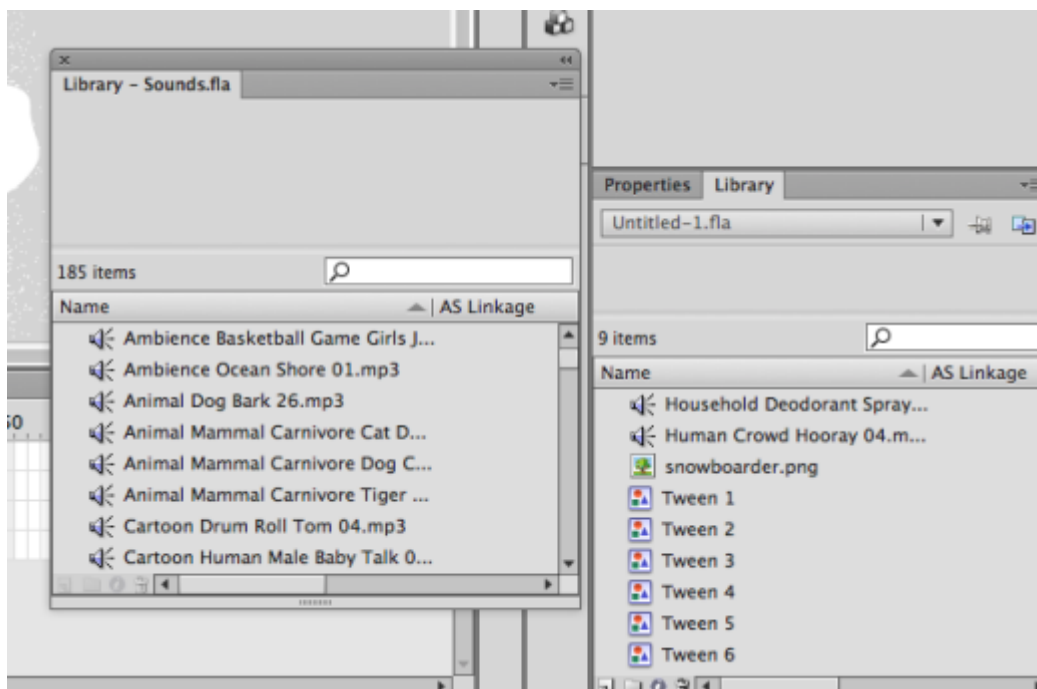 Library – Sounds.fla
185 items
Name AS Linkage
Ambience Basketball Game Girls J...
Ambience Ocean Shore 01.mp3
Animal Dog Bark 26.mp3
Animal Mammal Carnivore Cat D...
Animal Mammal Carnivore Dog C...
Animal Mammal Carnivore Tiger ...
Cartoon Drum Roll Tom 04.mp3
Cartoon Human Male Baby Talk 0...
Properties Library
Untitled-1.fla
9 items
Name AS Linkage
Household Deodorant Spray...
Human Crowd Hooray 04.m...
snowboarder.png
Tween 1
Tween 2
Tween 3
Tween 4
Tween 5
Tween 6